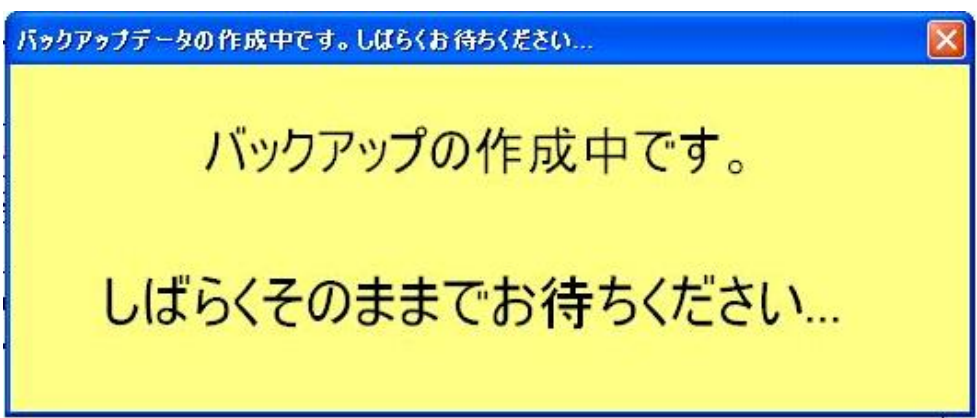 バックアップデータの作成中です。しばらくお待ちください...
バックアップの作成中です。
しばらくそのままでお待ちください...